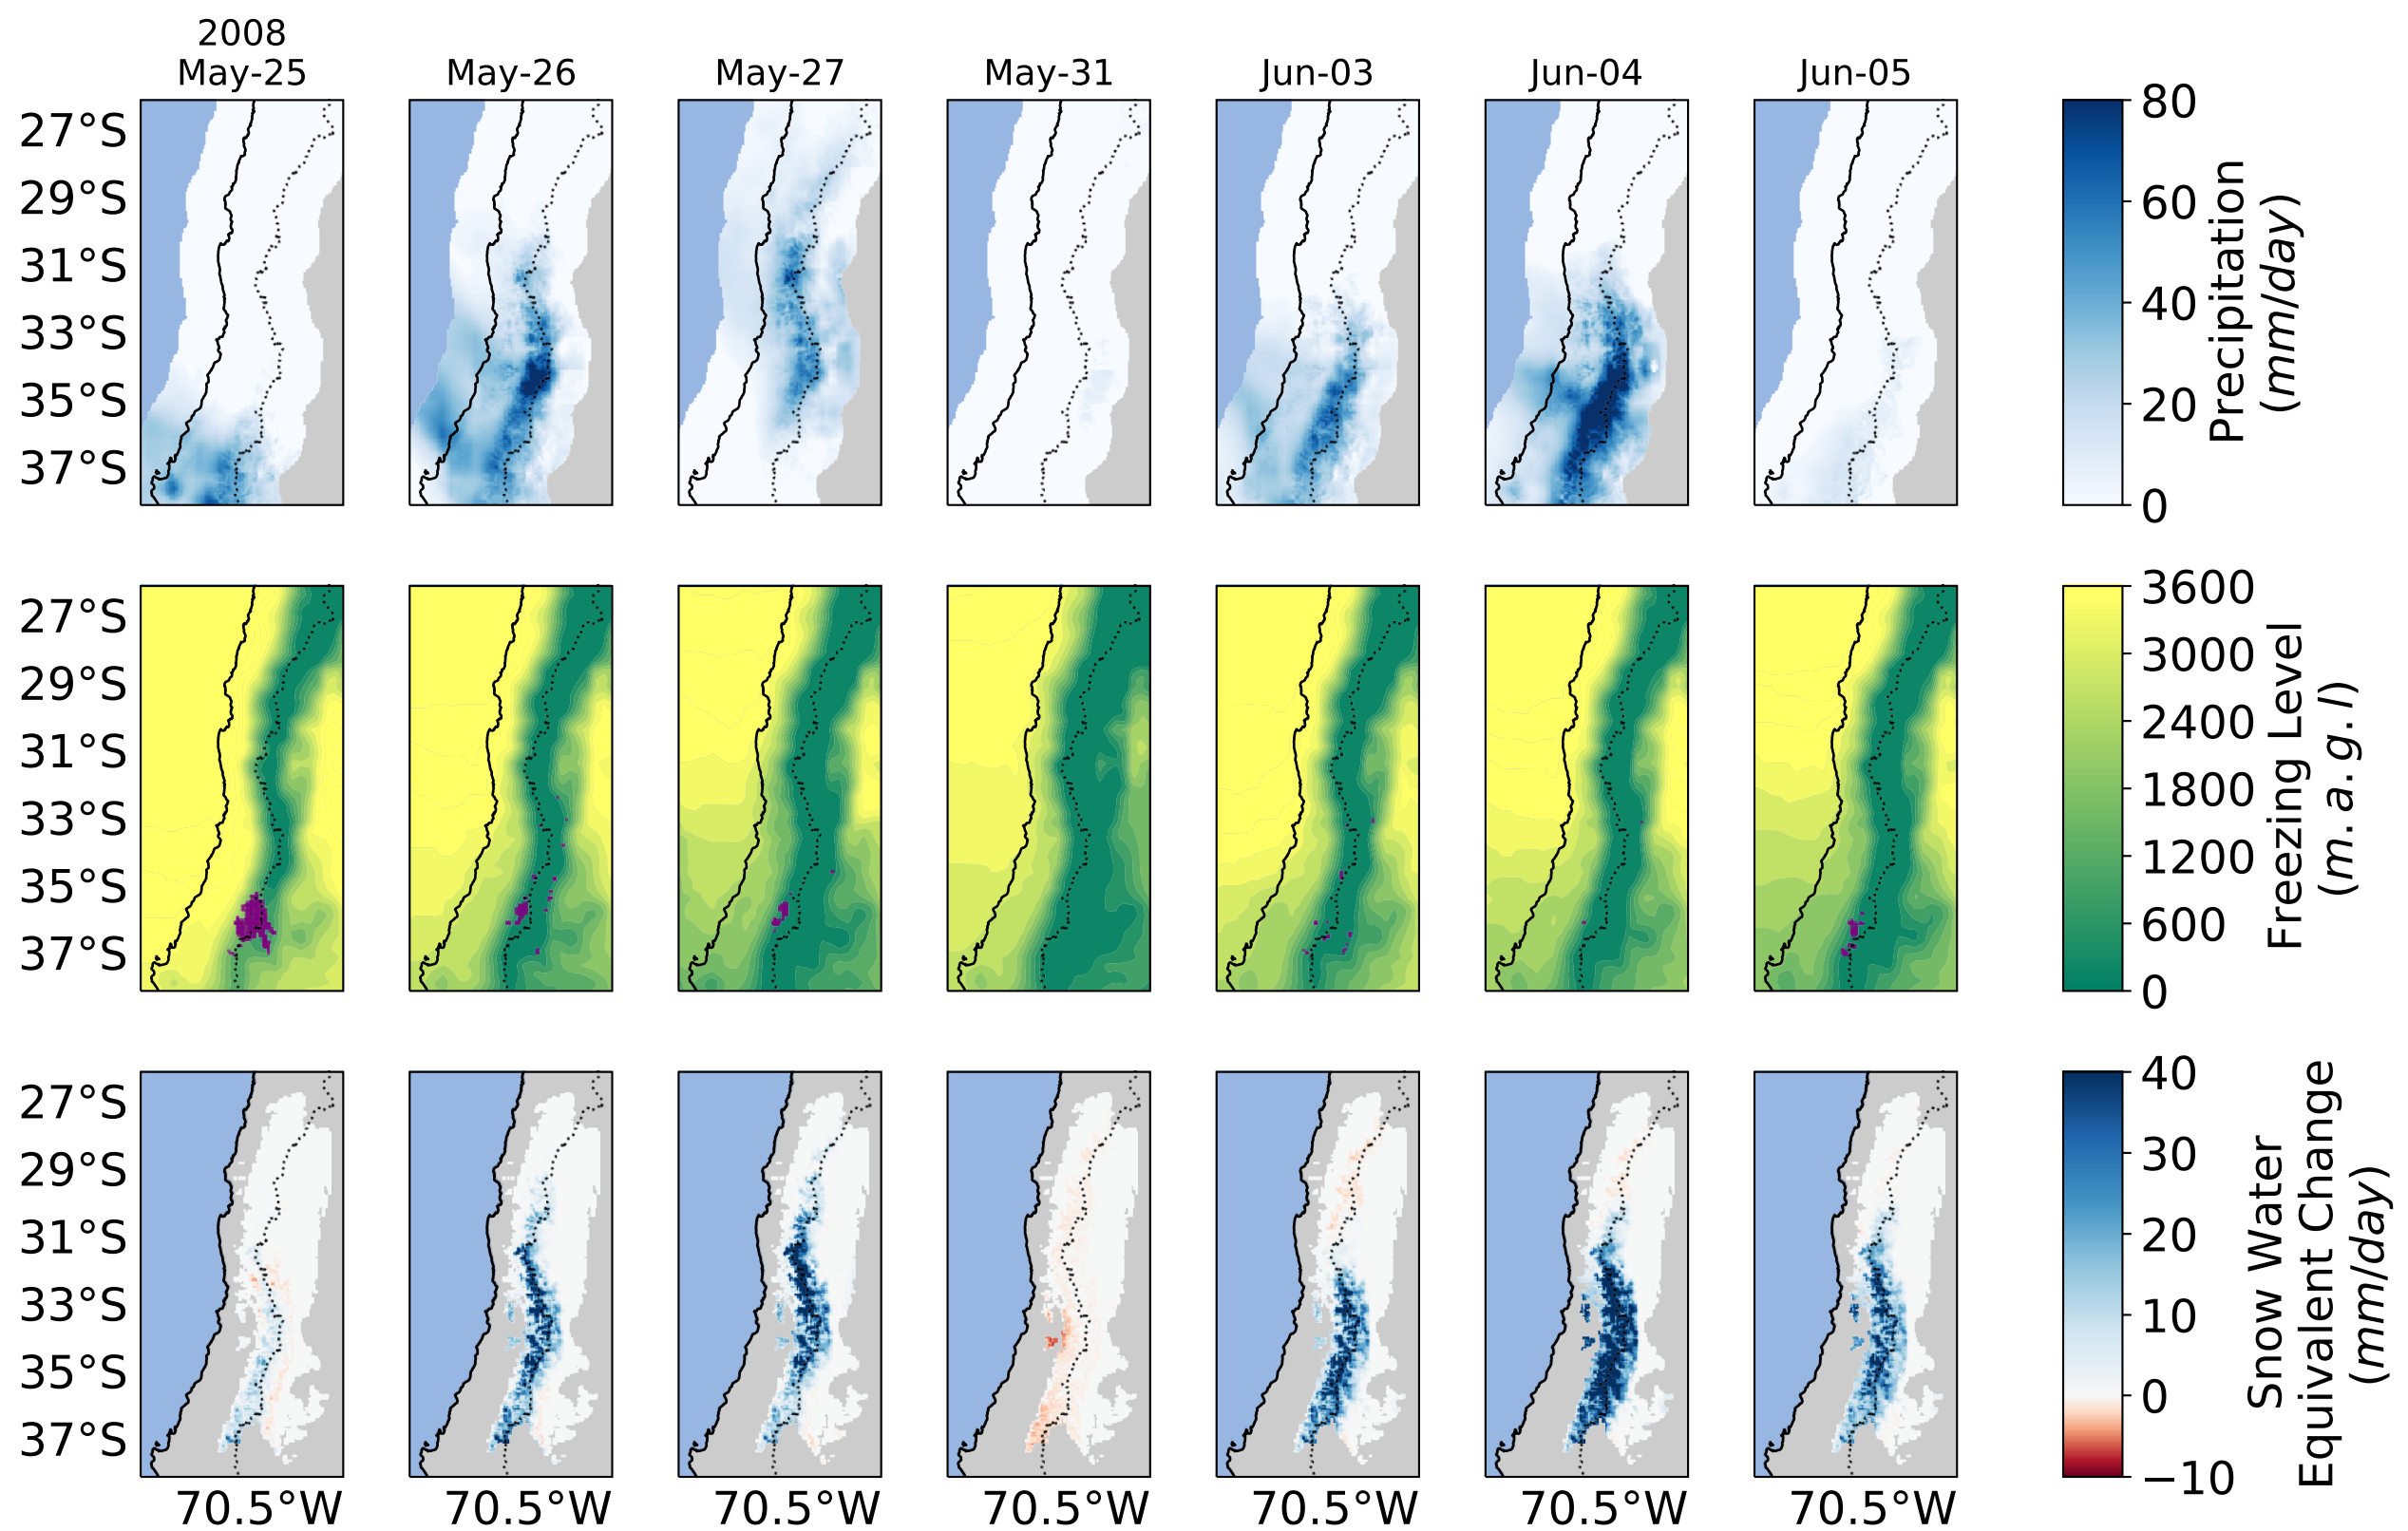 2008
May-25 May-26 May-27 May-31 Jun-03 Jun-04 Jun-05
27°S
29°S
31°S
33°S
35°S
37°S
80
60
40
20
0
Precipitation
(mm/day)
27°S
29°S
31°S
33°S
35°S
37°S
3600
3000
2400
1800
1200
600
0
Freezing Level
(m.a.g.l)
27°S
29°S
31°S
33°S
35°S
37°S
40
30
20
10
0
−10
Snow Water
Equivalent Change
(mm/day)
70.5°W 70.5°W 70.5°W 70.5°W 70.5°W 70.5°W 70.5°W